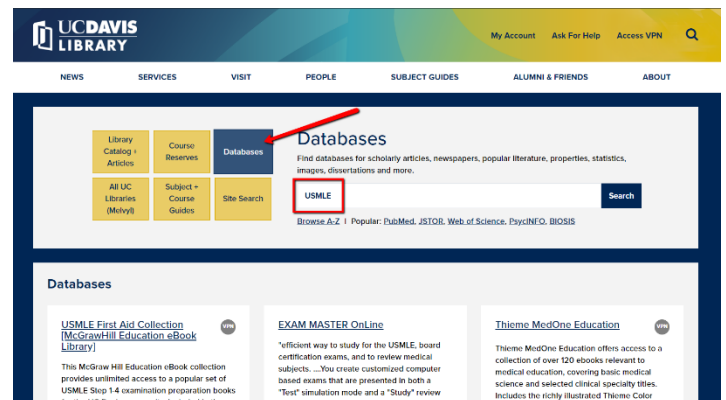 UCDAVIS
LIBRARY
My Account Ask For Help Access VPN
NEWS SERVICES VISIT PEOPLE SUBJECT GUIDES ALUMNI & FRIENDS ABOUT
Library
Catalog +
Articles
Course
Reserves
Databases
All UC
Libraries
(Melvyl)
Subject +
Course
Guides
Site Search
Databases
Find databases for scholarly articles, newspapers, popular literature, properties, statistics,
images, dissertations and more.
USMLE
Search
Browse A-Z | Popular: PubMed, JSTOR, Web of Science, PsycINFO, BIOSIS
Databases
USMLE First Aid Collection
[McGrawHill Education eBook
Library]
VPN
This McGraw Hill Education eBook collection
provides unlimited access to a popular set of
USMLE Step 1-4 examination preparation books
EXAM MASTER OnLine
"efficient way to study for the USMLE, board
certification exams, and to review medical
subjects. ....You create customized computer
based exams that are presented in both a
"Test" simulation mode and a "Study" review
Thieme MedOne Education
VPN
Thieme MedOne Education offers access to a
collection of over 120 ebooks relevant to
medical education, covering basic medical
science and selected clinical specialty titles.
Includes the richly illustrated Thieme Color